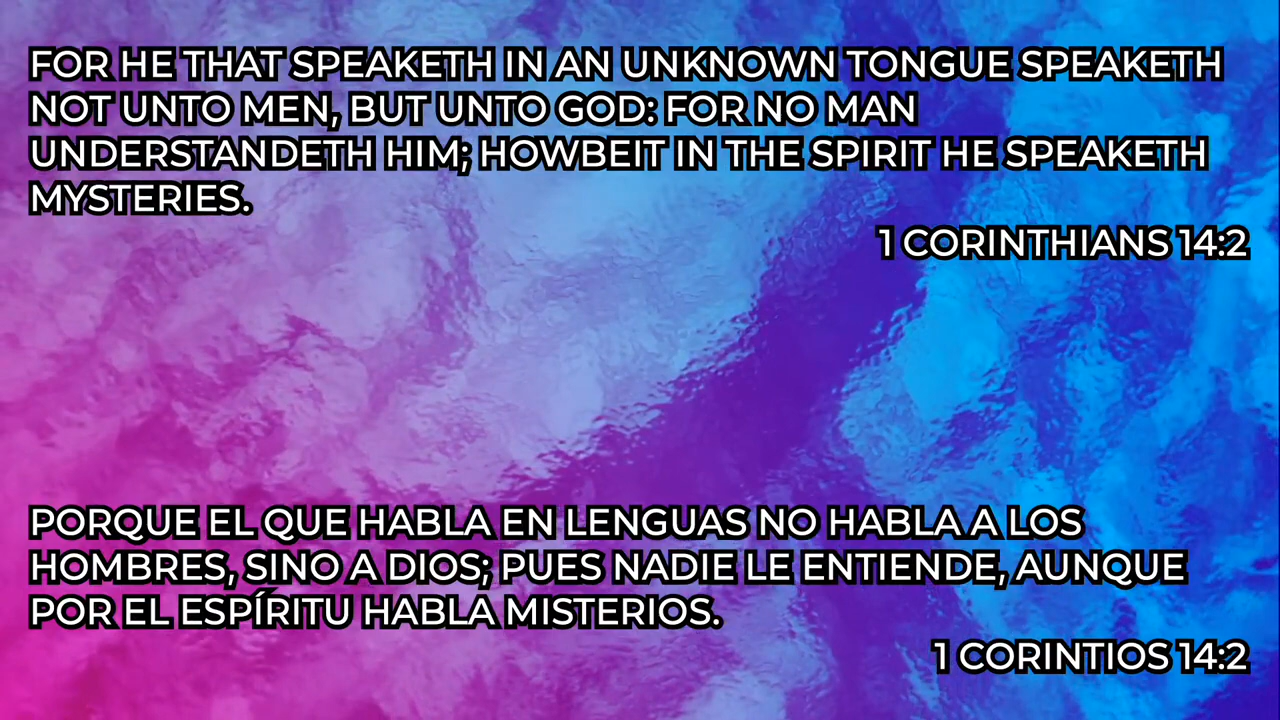 FOR HE THAT SPEAKETH IN AN UNKNOWN TONGUE SPEAKETH
NOT UNTO MEN, BUT UNTO GOD: FOR NO MAN
UNDERSTANDETH HIM; HOWBEIT IN THE SPIRIT HE SPEAKETH
MYSTERIES.
1 CORINTHIANS 14:2
PORQUE EL QUE HABLA EN LENGUAS NO HABLA A LOS
HOMBRES, SINO A DIOS; PUES NADIE LE ENTIENDE, AUNQUE
POR EL ESPÍRITU HABLA MISTERIOS.
1 CORINTIOS 14:2